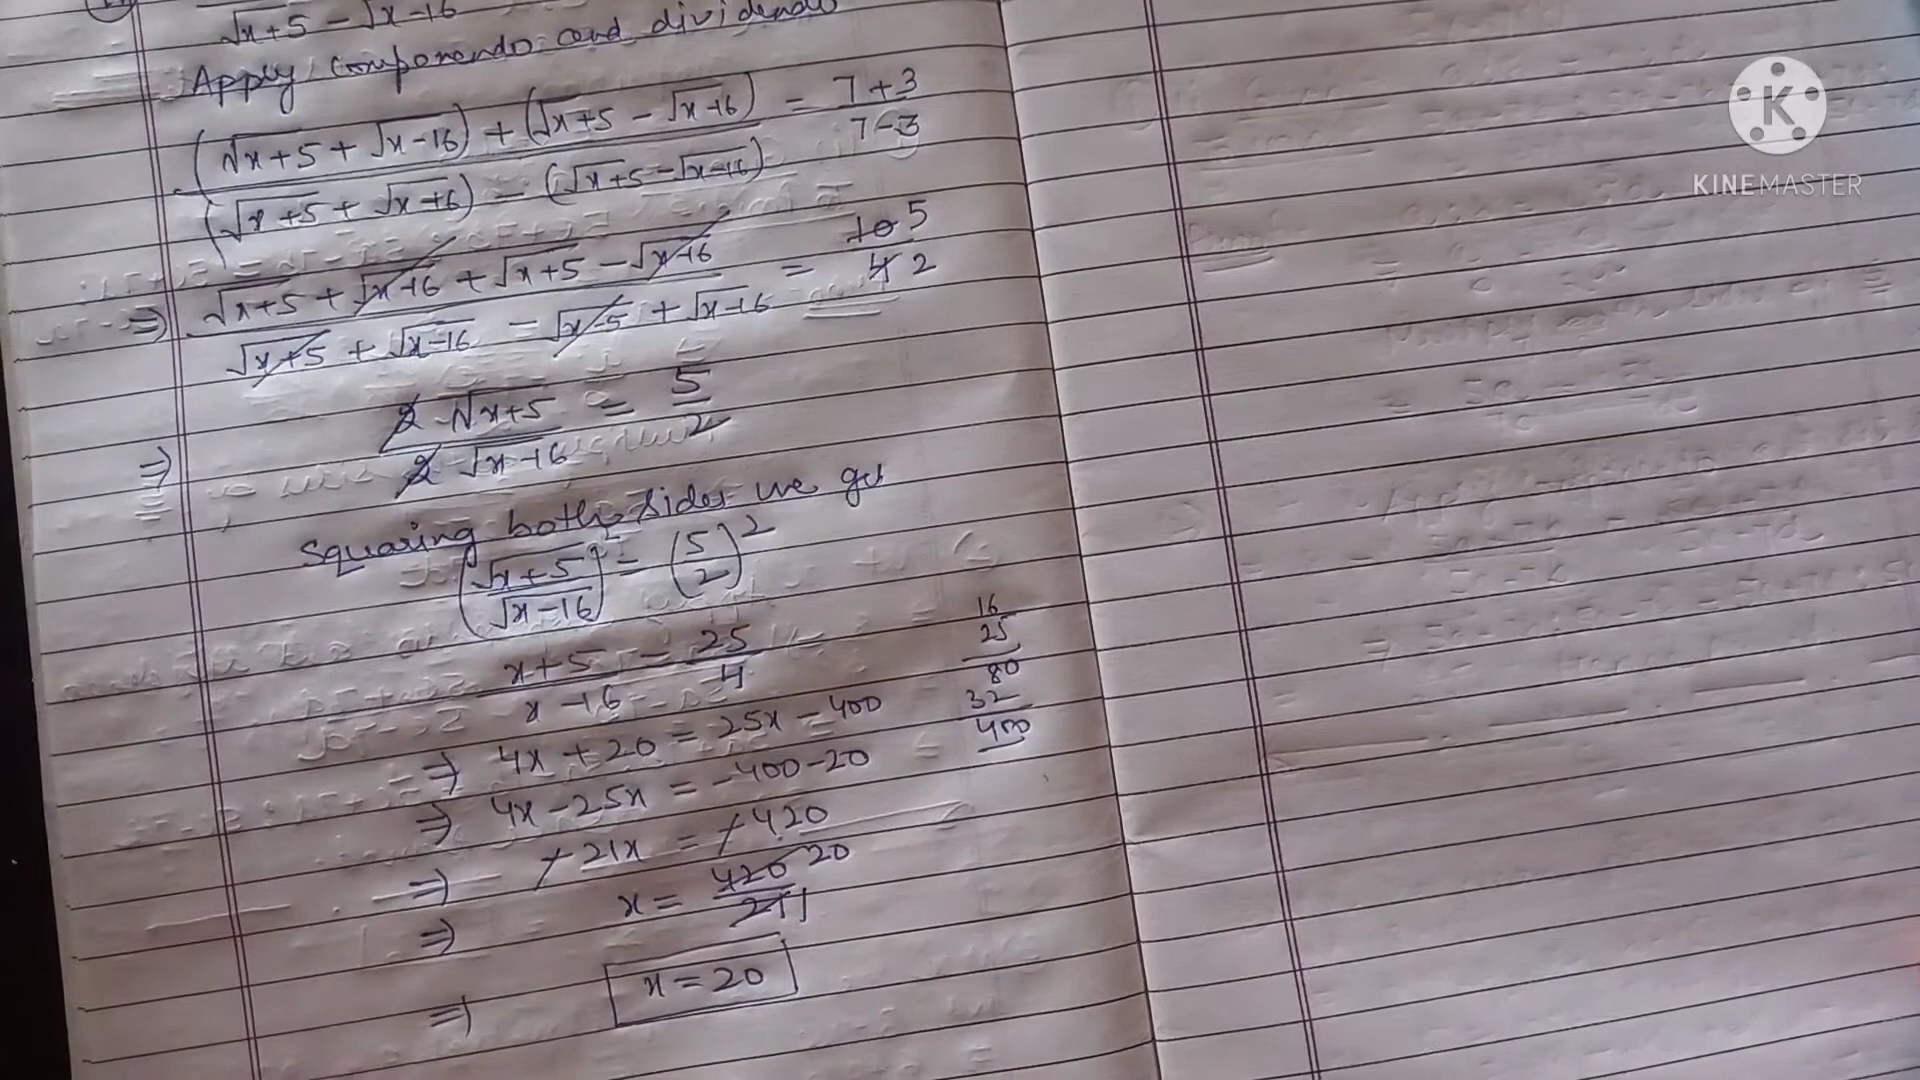 √x+5 - √x-16
Apply componendo and dividendo
(√x+5 + √x-16) + (√x+5 - √x-16) = 7+3
(√x+5 + √x-16) - (√x+5 - √x-16) 7-3
⇒ √x+5 + √x-16 + √x+5 - √x-16 = 10 5
√x+5 + √x-16 - √x-5 + √x-16 4 2
⇒ 2 √x+5 = 5
2 √x-16 2
Squaring both sides we get
(√x+5)² = (5)²
√x-16 2
x+5 = 25
x-16 4
⇒ 4x + 20 = 25x - 400
⇒ 4x - 25x = -400-20
⇒ -21x = -420
⇒ x = 420 20
21 1
⇒ x = 20
16
25
80
32
400
KINEMASTER